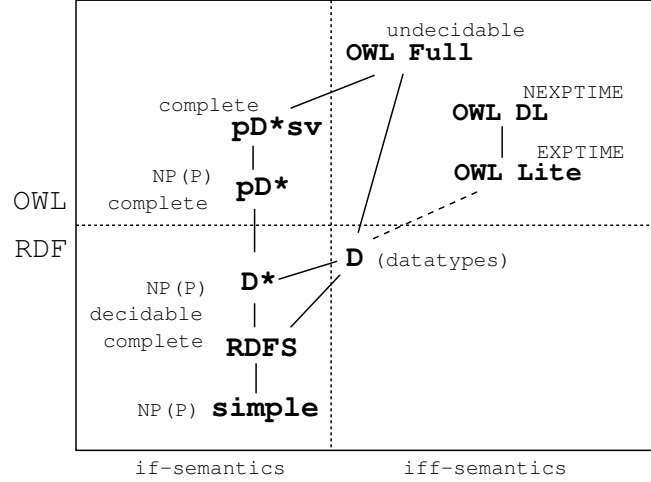 undecidable
OWL Full
NEXPTIME
OWL DL
complete
pD*sv
EXPTIME
OWL Lite
NP(P)
complete
pD*
OWL
RDF
D (datatypes)
NP(P)
decidable
complete
D*
RDFS
NP(P) simple
if-semantics
iff-semantics